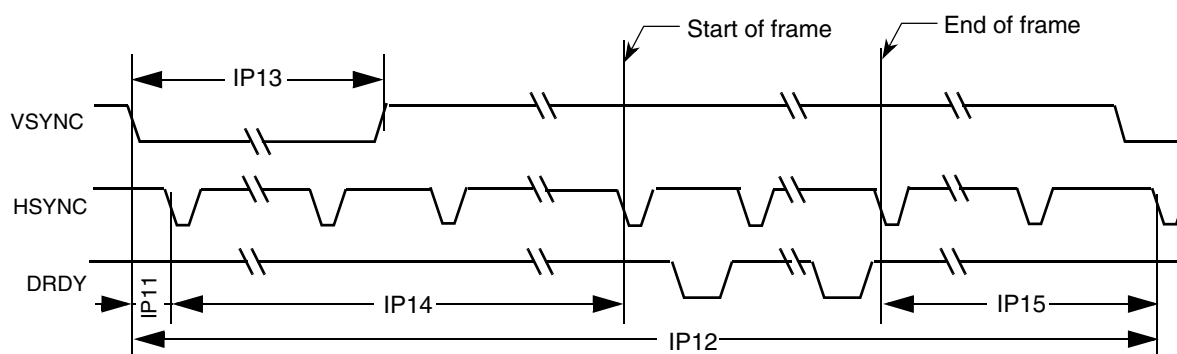 Start of frame
End of frame
IP13
VSYNC
HSYNC
DRDY
IP11
IP14
IP15
IP12